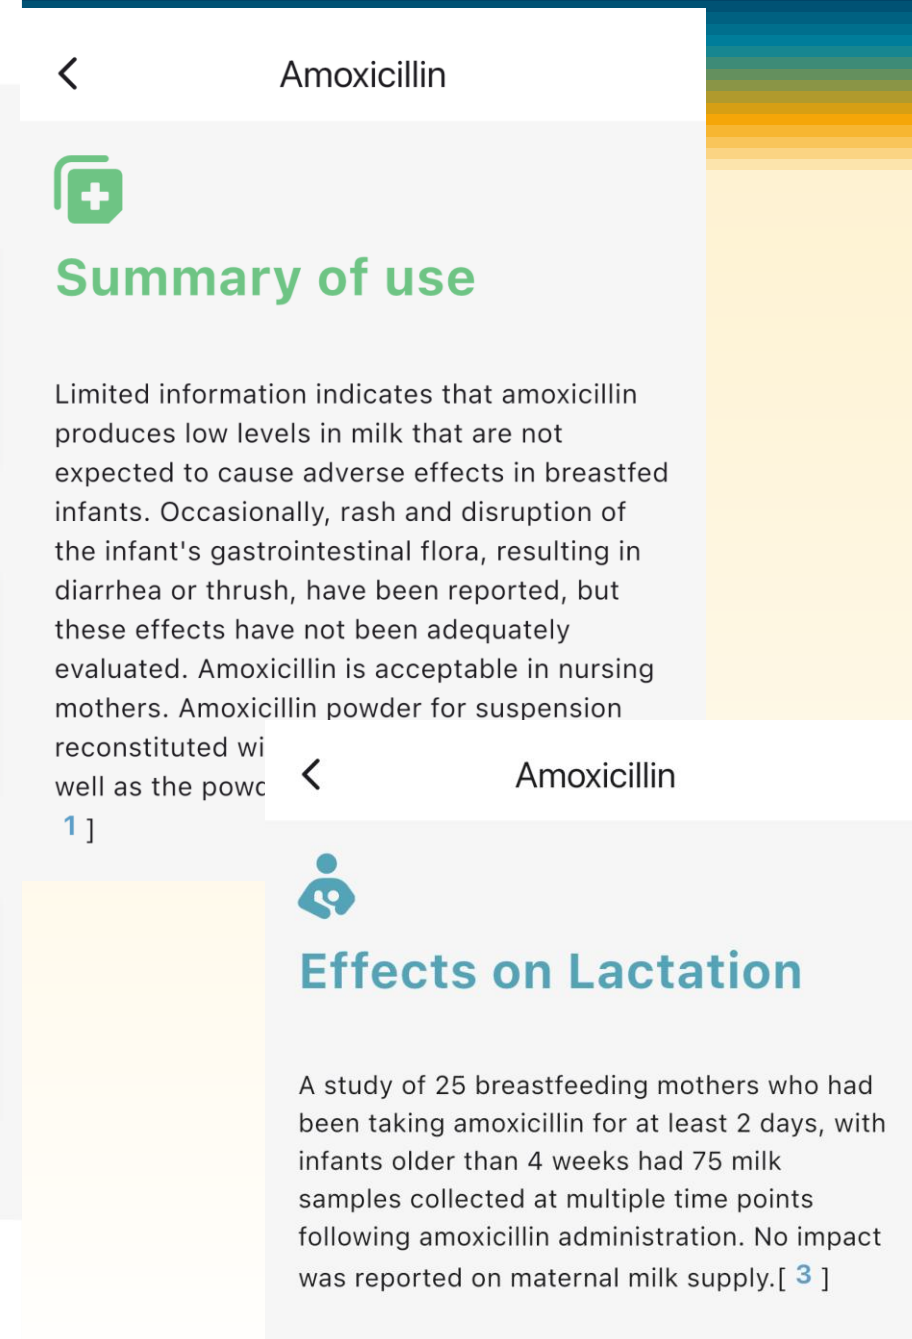 Amoxicillin
Summary of use
Limited information indicates that amoxicillin
produces low levels in milk that are not
expected to cause adverse effects in breastfed
infants. Occasionally, rash and disruption of
the infant's gastrointestinal flora, resulting in
diarrhea or thrush, have been reported, but
these effects have not been adequately
evaluated. Amoxicillin is acceptable in nursing
mothers. Amoxicillin powder for suspension
reconstituted
well as the
1 ]
Amoxicillin
Effects on Lactation
A study of 25 breastfeeding mothers who had
been taking amoxicillin for at least 2 days, with
infants older than 4 weeks had 75 milk
samples collected at multiple time points
following amoxicillin administration. No impact
was reported on maternal milk supply.[ 3 ]